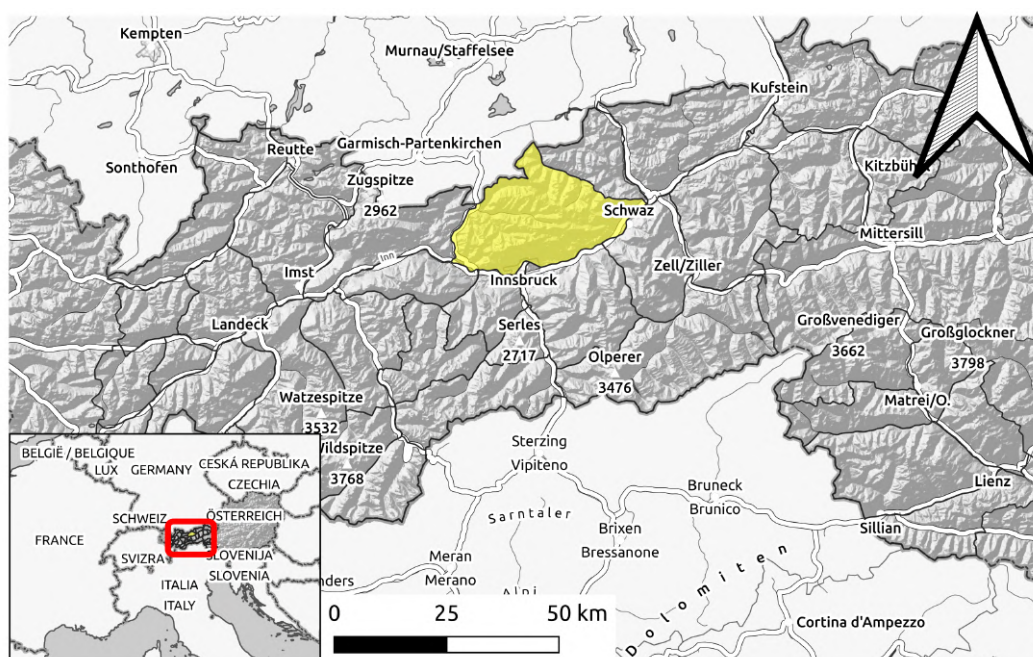 Kempten
Murnau/Staffelsee
Kufstein
Reutte
Garmisch-Partenkirchen
Sonthofen
Zugspitze
2962
Kitzbüh
Schwaz
Mittersill
Inn
Imst
Innsbruck
Zell/Ziller
Landeck
Serles
2717
Großvenediger
3662
Großglockner
3798
Olperer
3476
Watzespitze
3532
Matrei/O.
Wildspitze
3768
Sterzing
Vipiteno
Lienz
Bruneck
Brunico
Sarntaler
Sillian
Brixen
Bressanone
Meran
Merano
nders
Alpi
Dolomiten
Cortina d'Ampezzo
0 25 50 km
BELGIË / BELGIQUE
LUX
GERMANY
ČESKÁ REPUBLIKA
CZECHIA
SCHWEIZ
ÖSTERREICH
FRANCE
SVIZRA
SLOVENIJA
SLOVENIA
ITALIA
ITALY